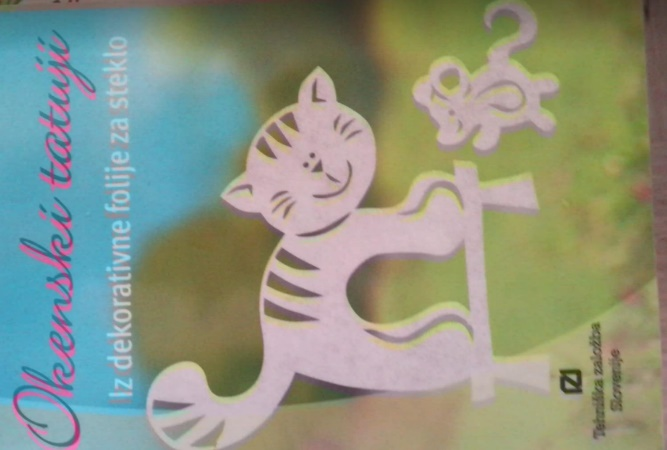 Okenski tatuji
Iz dekorativne folije za steklo
Tehniška založba
Slovenije